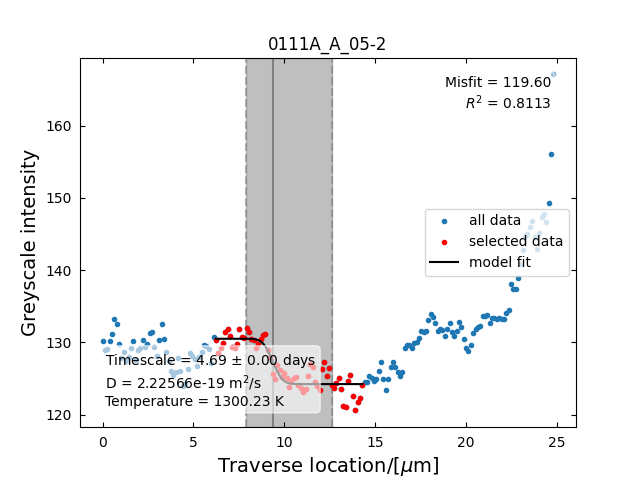 0111A_A_05-2
Misfit = 119.60
R² = 0.8113
Greyscale intensity
160
150
140
130
120
all data
selected data
model fit
Timescale = 4.69 ± 0.00 days
D = 2.22566e-19 m²/s
Temperature = 1300.23 K
0 5 10 15 20 25
Traverse location/[μm]